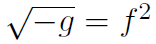 √−g = f²